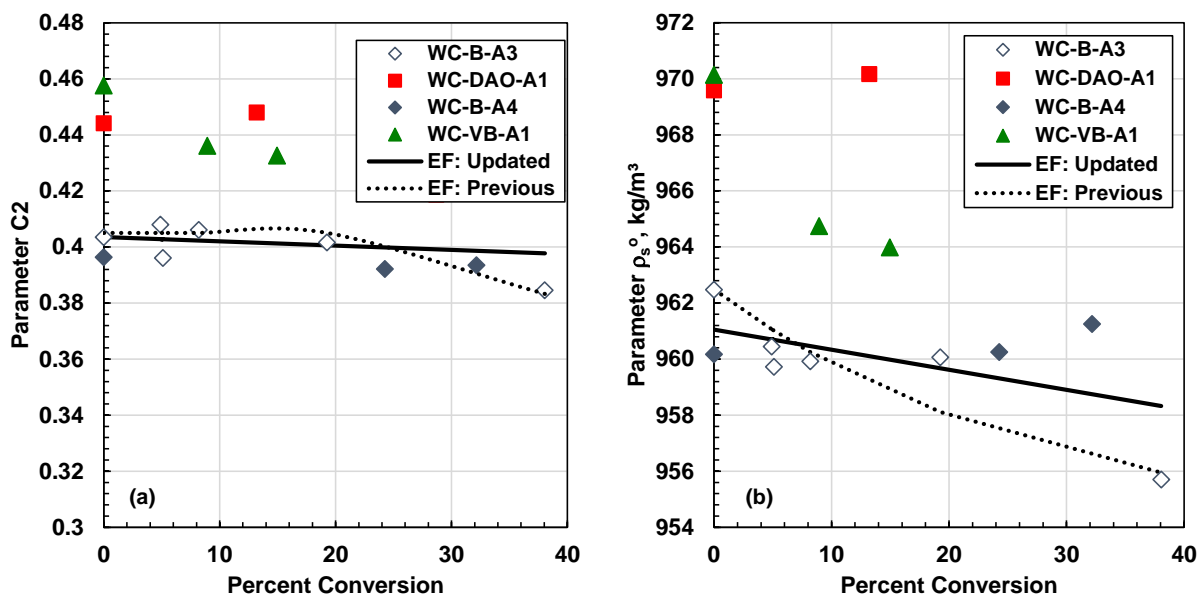 0.48
0.46
0.44
0.42
0.4
0.38
0.36
0.34
0.32
0.3
Parameter C2
WC-B-A3
WC-DAO-A1
WC-B-A4
WC-VB-A1
EF: Updated
EF: Previous
(a)
0 10 20 30 40
Percent Conversion
972
970
968
966
964
962
960
958
956
954
Parameter ρₛᵒ, kg/m³
WC-B-A3
WC-DAO-A1
WC-B-A4
WC-VB-A1
EF: Updated
EF: Previous
(b)
0 10 20 30 40
Percent Conversion